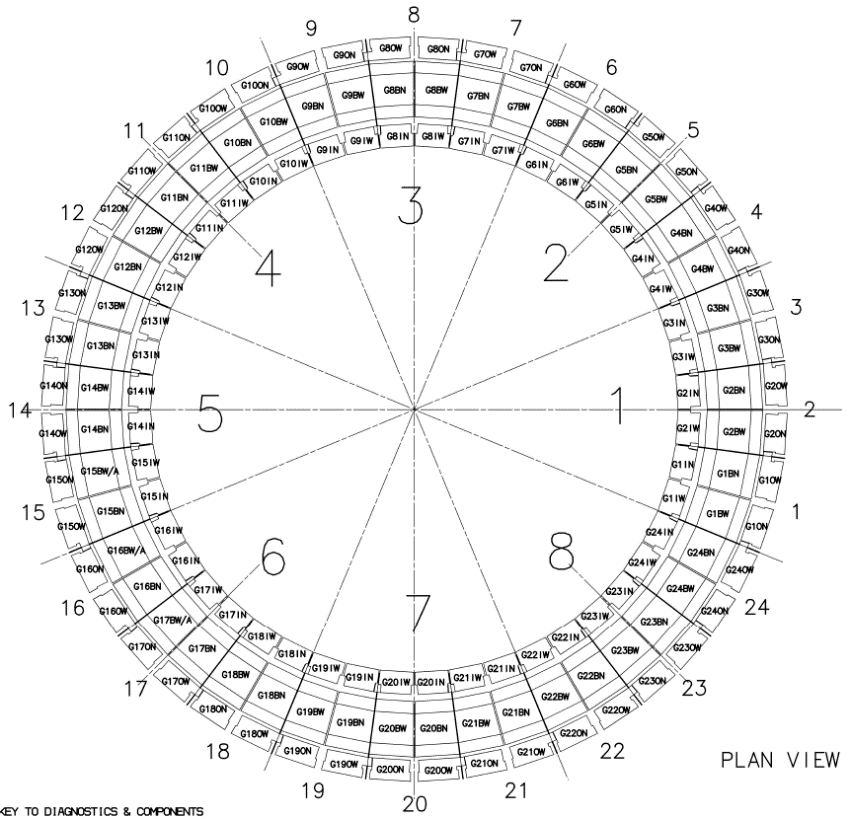 8
7
6
5
4
3
2
1
24
23
22
21
20
19
18
17
16
15
14
13
12
11
10
9
G8OW
G8ON
G7OW
G7ON
G6OW
G6ON
G5OW
G5ON
G4OW
G4ON
G3OW
G3ON
G2OW
G2ON
G1OW
G1ON
G24OW
G24ON
G23OW
G23ON
G22OW
G22ON
G21OW
G21ON
G20OW
G20ON
G19OW
G19ON
G18OW
G18ON
G17OW
G17ON
G16OW
G16ON
G15OW
G15ON
G14OW
G14ON
G13OW
G13ON
G12OW
G12ON
G11OW
G11ON
G10OW
G10ON
G9OW
G9ON
G8BN
G8BW
G7BN
G7BW
G6BN
G6BW
G5BN
G5BW
G4BN
G4BW
G3BN
G3BW
G2BN
G2BW
G1BN
G1BW
G24BN
G24BW
G23BN
G23BW
G22BN
G22BW
G21BN
G21BW
G20BN
G20BW
G19BN
G19BW
G18BN
G18BW
G17BN
G17BW/A
G16BN
G16BW/A
G15BN
G15BW/A
G14BN
G14BW
G13BN
G13BW
G12BN
G12BW
G11BN
G11BW
G10BN
G10BW
G9BN
G9BW
G8IN
G8IW
G7IN
G7IW
G6IN
G6IW
G5IN
G5IW
G4IN
G4IW
G3IN
G3IW
G2IN
G2IW
G1IN
G1IW
G24IN
G24IW
G23IN
G23IW
G22IN
G22IW
G21IN
G21IW
G20IN
G20IW
G19IN
G19IW
G18IN
G18IW
G17IN
G17IW
G16IN
G16IW
G15IN
G15IW
G14IN
G14IW
G13IN
G13IW
G12IN
G12IW
G11IN
G11IW
G10IN
G10IW
G9IN
G9IW
3
2
1
8
7
6
5
4
PLAN VIEW
KEY TO DIAGNOSTICS & COMPONENTS